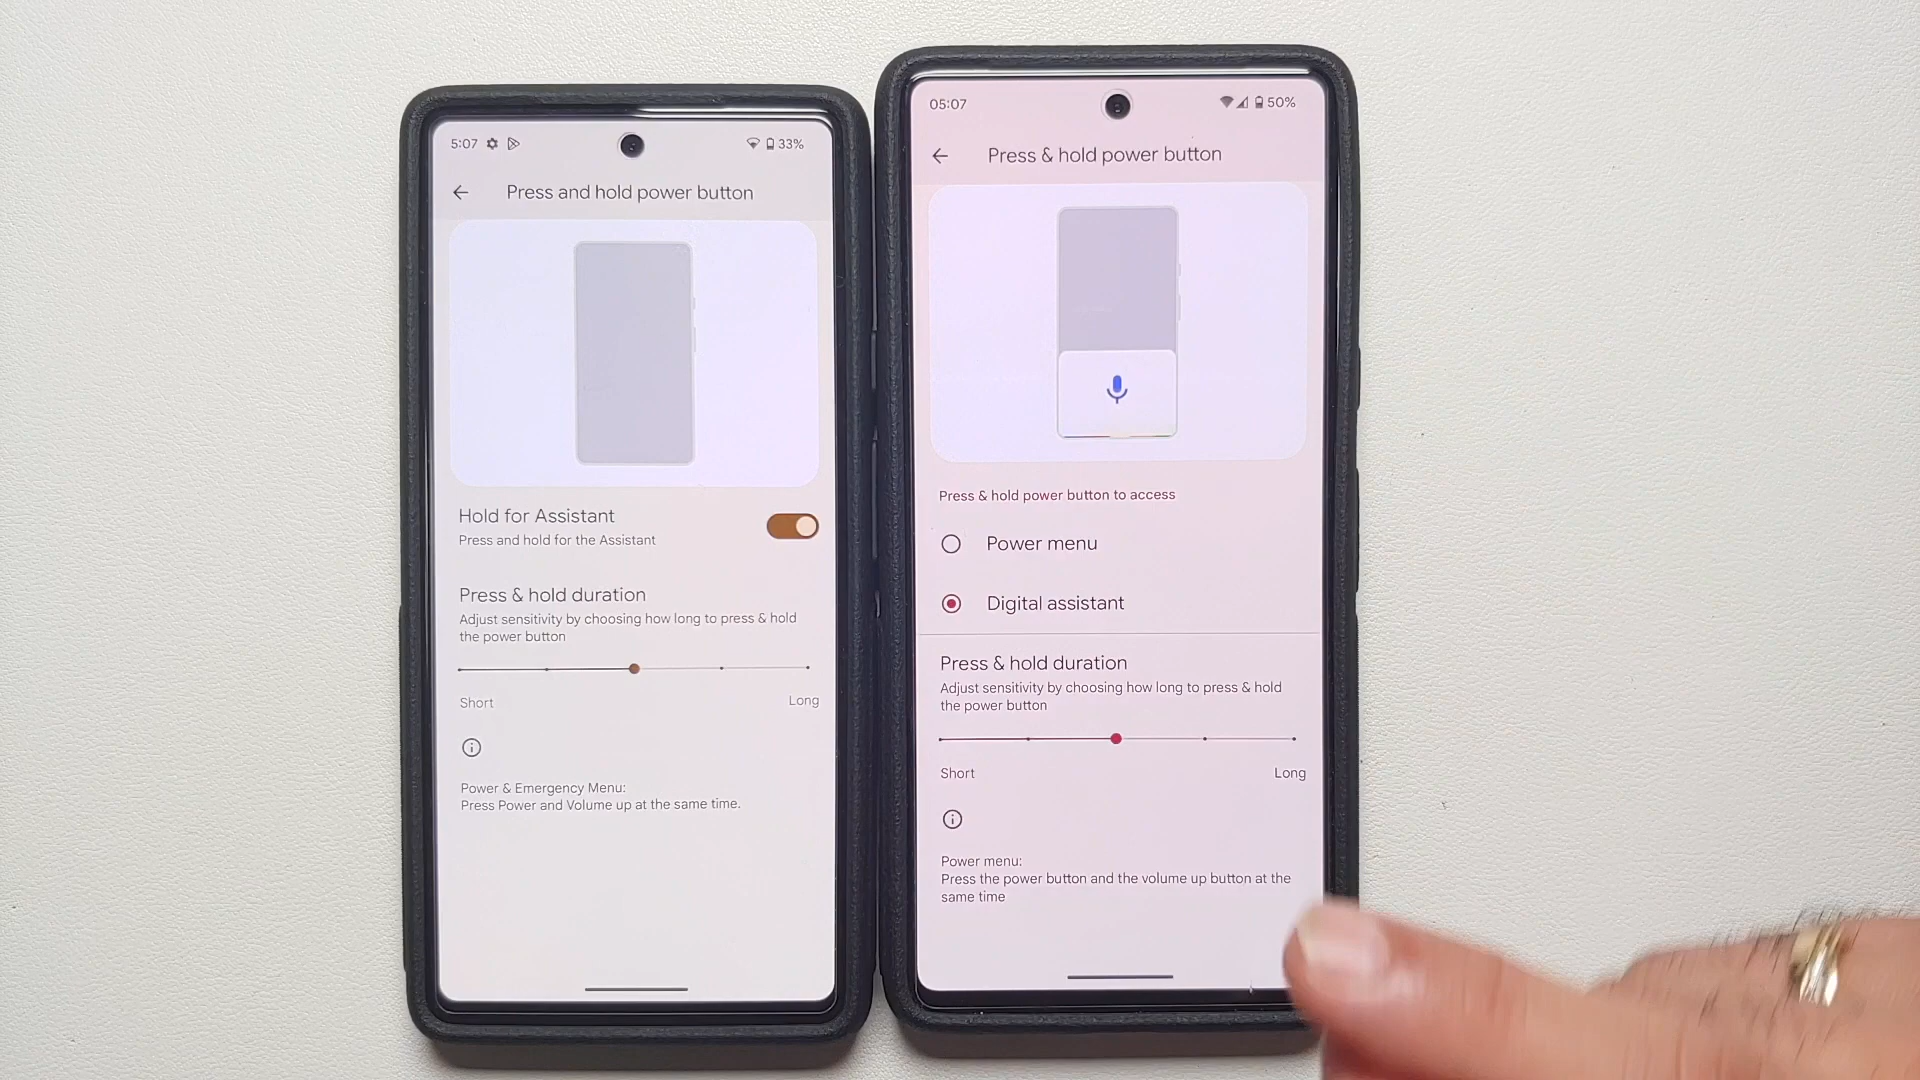 5:07
33%
Press and hold power button
Hold for Assistant
Press and hold for the Assistant
Press & hold duration
Adjust sensitivity by choosing how long to press & hold
the power button
Short
Long
Power & Emergency Menu:
Press Power and Volume up at the same time.
05:07
50%
Press & hold power button
Press & hold power button to access
Power menu
Digital assistant
Press & hold duration
Adjust sensitivity by choosing how long to press & hold
the power button
Short
Long
Power menu:
Press the power button and the volume up button at the
same time